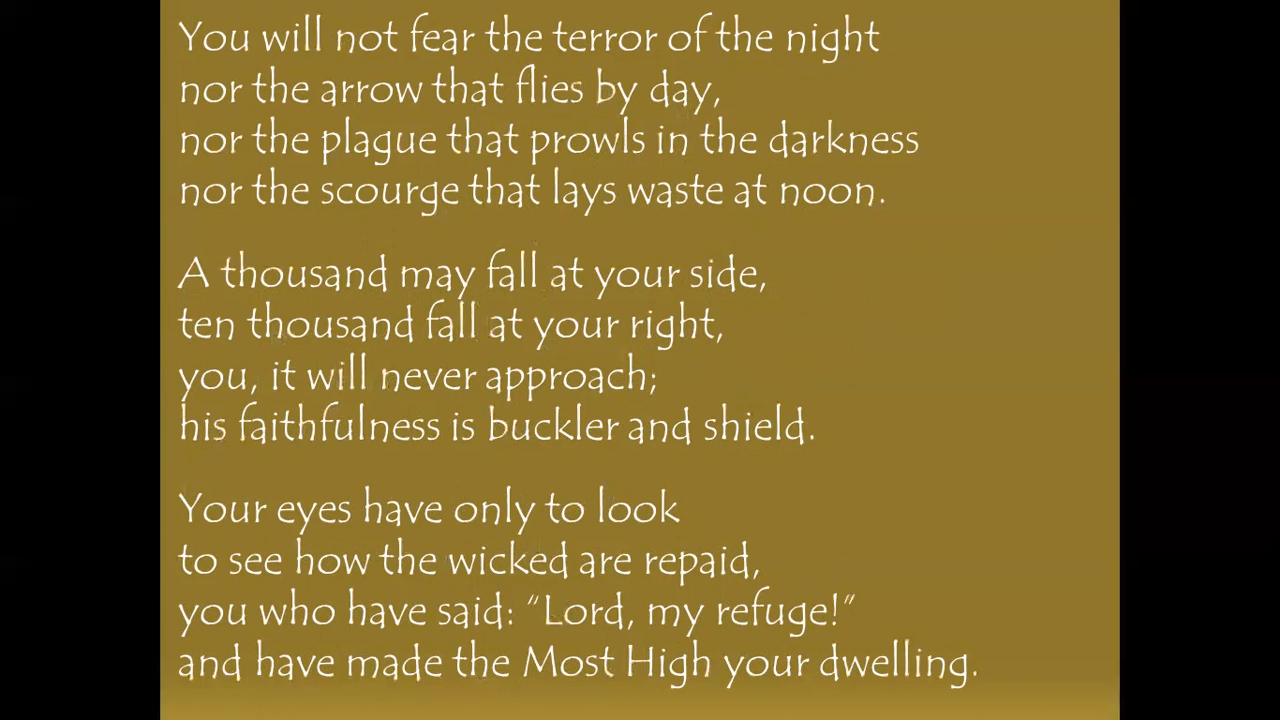 You will not fear the terror of the night
nor the arrow that flies by day,
nor the plague that prowls in the darkness
nor the scourge that lays waste at noon.
A thousand may fall at your side,
ten thousand fall at your right,
you, it will never approach;
his faithfulness is buckler and shield.
Your eyes have only to look
to see how the wicked are repaid,
you who have said: “Lord, my refuge!”
and have made the Most High your dwelling.